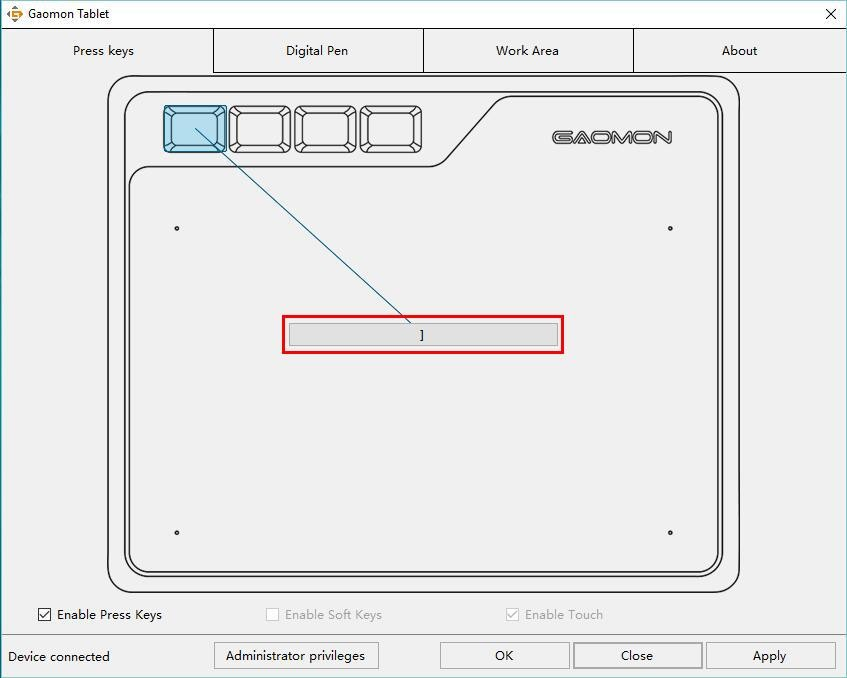 Gaomon Tablet
Press keys
Digital Pen
Work Area
About
GAOMON
]
Enable Press Keys
Enable Soft Keys
Enable Touch
Device connected
Administrator privileges
OK
Close
Apply